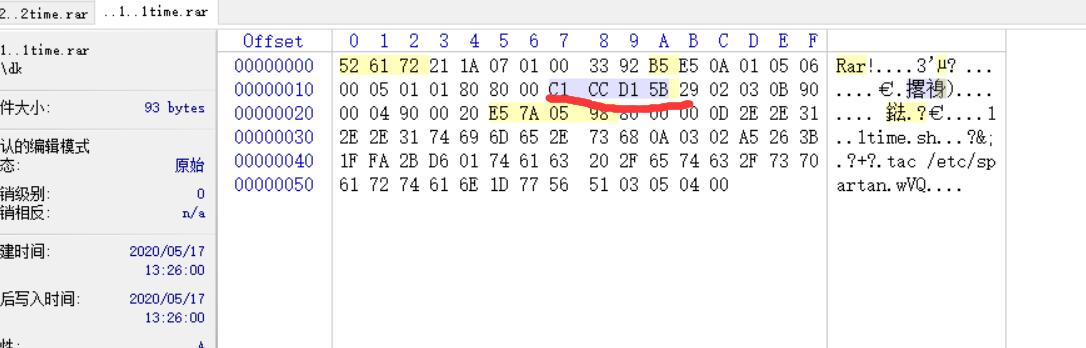 2..2time.rar ..1..1time.rar
1..1time.rar
\dk
件大小: 93 bytes
认的编辑模式
态: 原始
销级别: 0
销相反: n/a
建时间: 2020/05/17
13:26:00
后写入时间: 2020/05/17
13:26:00
性: A
Offset 0 1 2 3 4 5 6 7 8 9 A B C D E F
00000000 52 61 72 21 1A 07 01 00 33 92 B5 E5 0A 01 05 06 Rar!....3'µ? ...
00000010 00 05 01 01 80 80 00 C1 CC D1 5B 29 02 03 0B 90
00000020 00 04 90 00 20 E5 7A 05 98 80 00 00 0D 2E 2E 31
00000030 2E 2E 31 74 69 6D 65 2E 73 68 0A 03 02 A5 26 3B ..1time.sh...?&;
00000040 1F FA 2B D6 01 74 61 63 20 2F 65 74 63 2F 73 70 .?+?.tac /etc/sp
00000050 61 72 74 61 6E 1D 77 56 51 03 05 04 00 artan.wVQ....